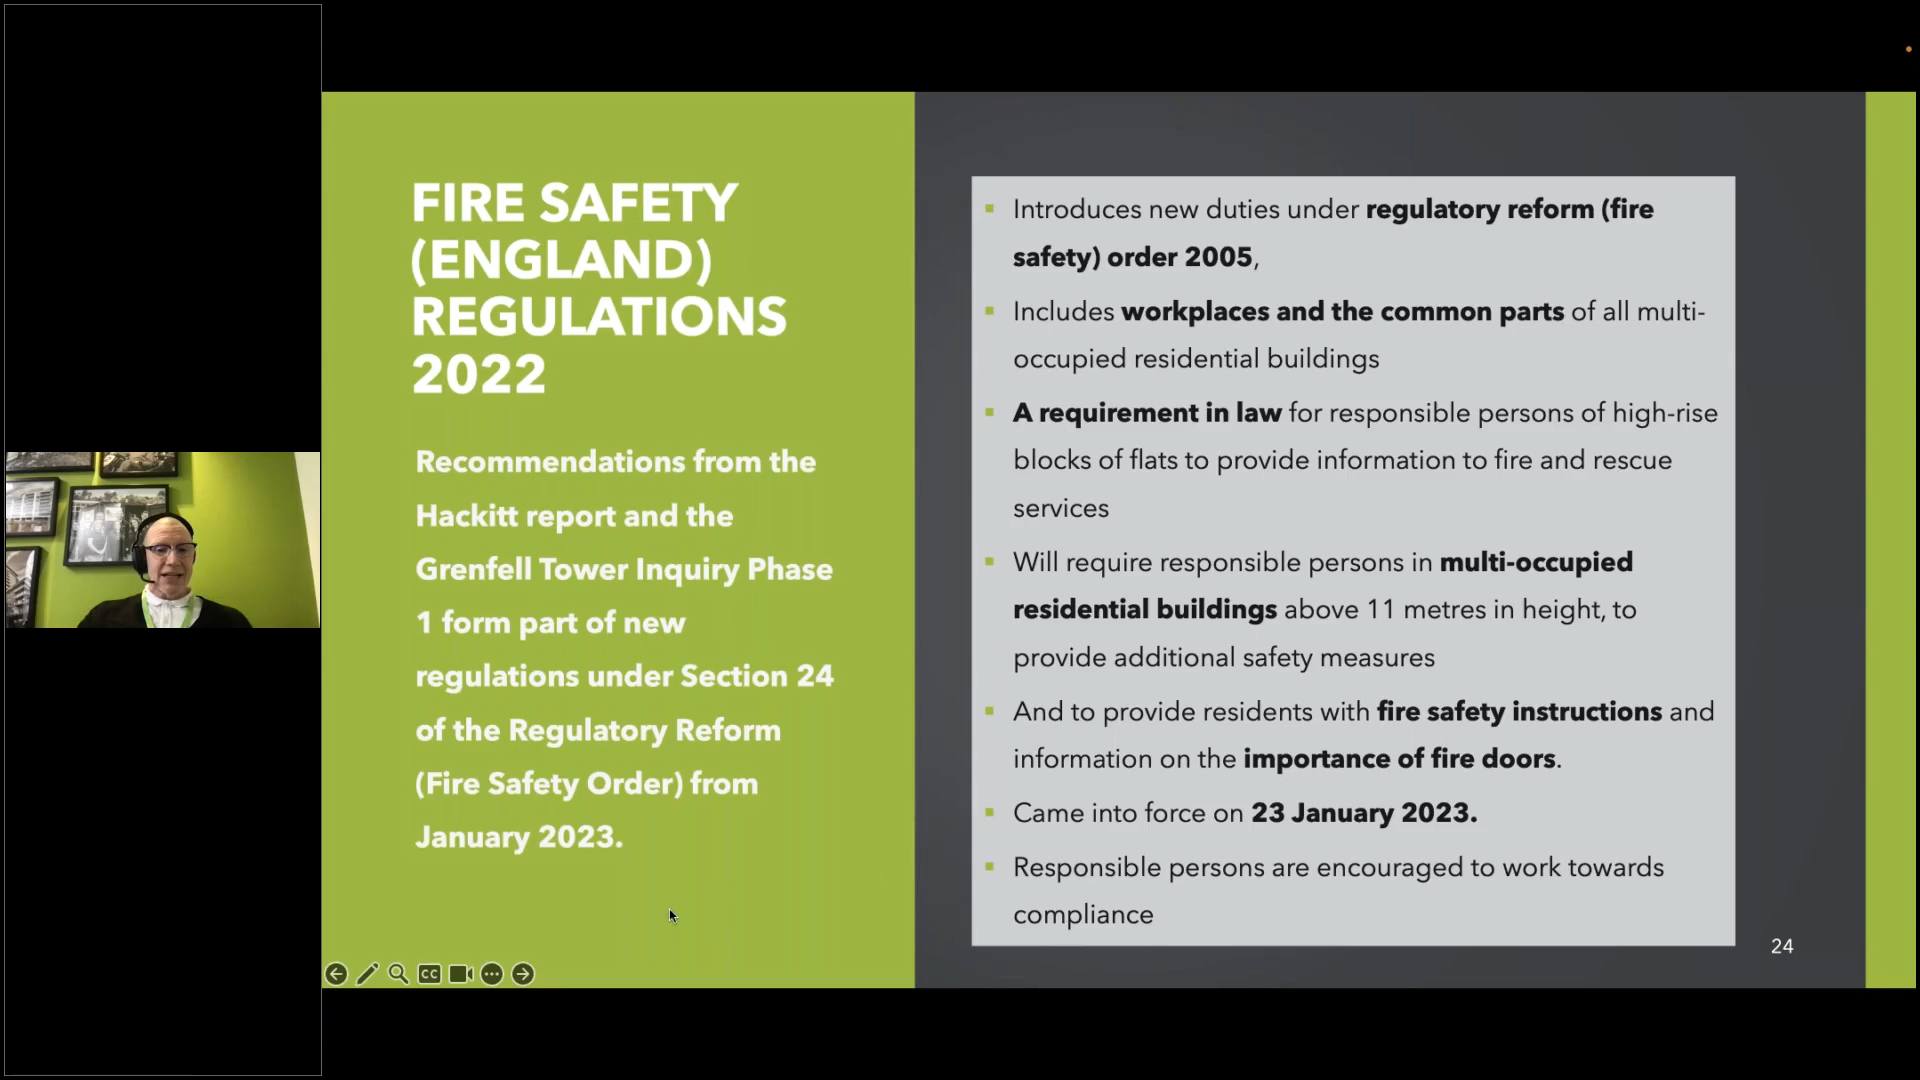 FIRE SAFETY
(ENGLAND)
REGULATIONS
2022
Recommendations from the
Hackitt report and the
Grenfell Tower Inquiry Phase
1 form part of new
regulations under Section 24
of the Regulatory Reform
(Fire Safety Order) from
January 2023.
Introduces new duties under regulatory reform (fire
safety) order 2005,
Includes workplaces and the common parts of all multi-
occupied residential buildings
A requirement in law for responsible persons of high-rise
blocks of flats to provide information to fire and rescue
services
Will require responsible persons in multi-occupied
residential buildings above 11 metres in height, to
provide additional safety measures
And to provide residents with fire safety instructions and
information on the importance of fire doors.
Came into force on 23 January 2023.
Responsible persons are encouraged to work towards
compliance
24
CC